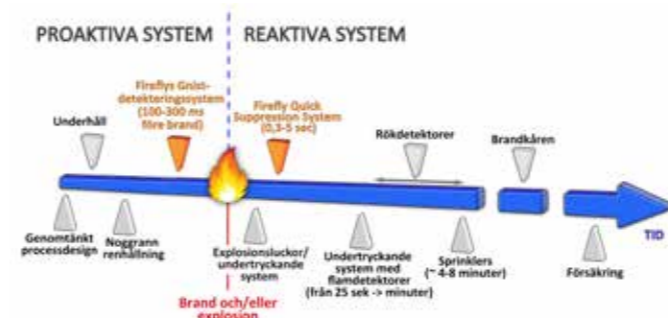 PROAKTIVA SYSTEM
REAKTIVA SYSTEM
Fireflys Gnist-
detekteringssystem
(100-300 ms
före brand)
Firefly Quick
Suppression System
(0,3-5 sec)
Underhåll
Rökdetektorer
Brandkåren
TID
Genomtänkt
processdesign
Noggrann
renhållning
Explosionsluckor/
undertryckande
system
Undertryckande
system med
flamdetektorer
(från 25 sek -> minuter)
Sprinklers
(~ 4-8 minuter)
Försäkring
Brand och/eller
explosion